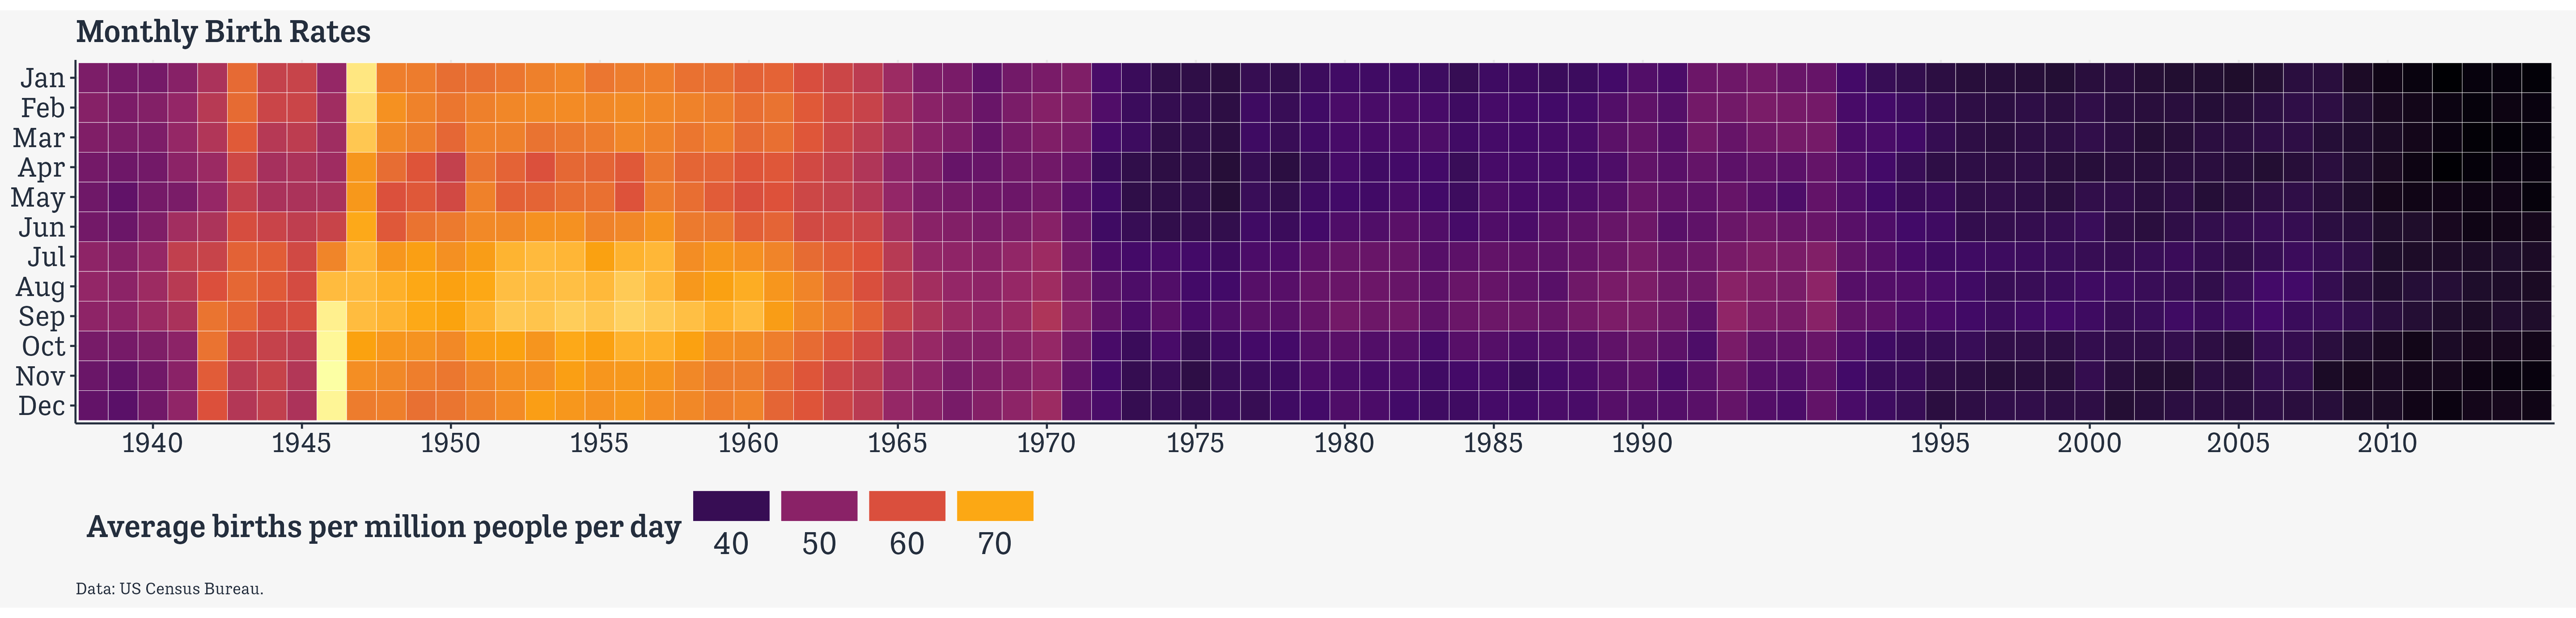 Monthly Birth Rates
Jan
Feb
Mar
Apr
May
Jun
Jul
Aug
Sep
Oct
Nov
Dec
1940 1945 1950 1955 1960 1965 1970 1975 1980 1985 1990 1995 2000 2005 2010
Average births per million people per day
40 50 60 70
Data: US Census Bureau.